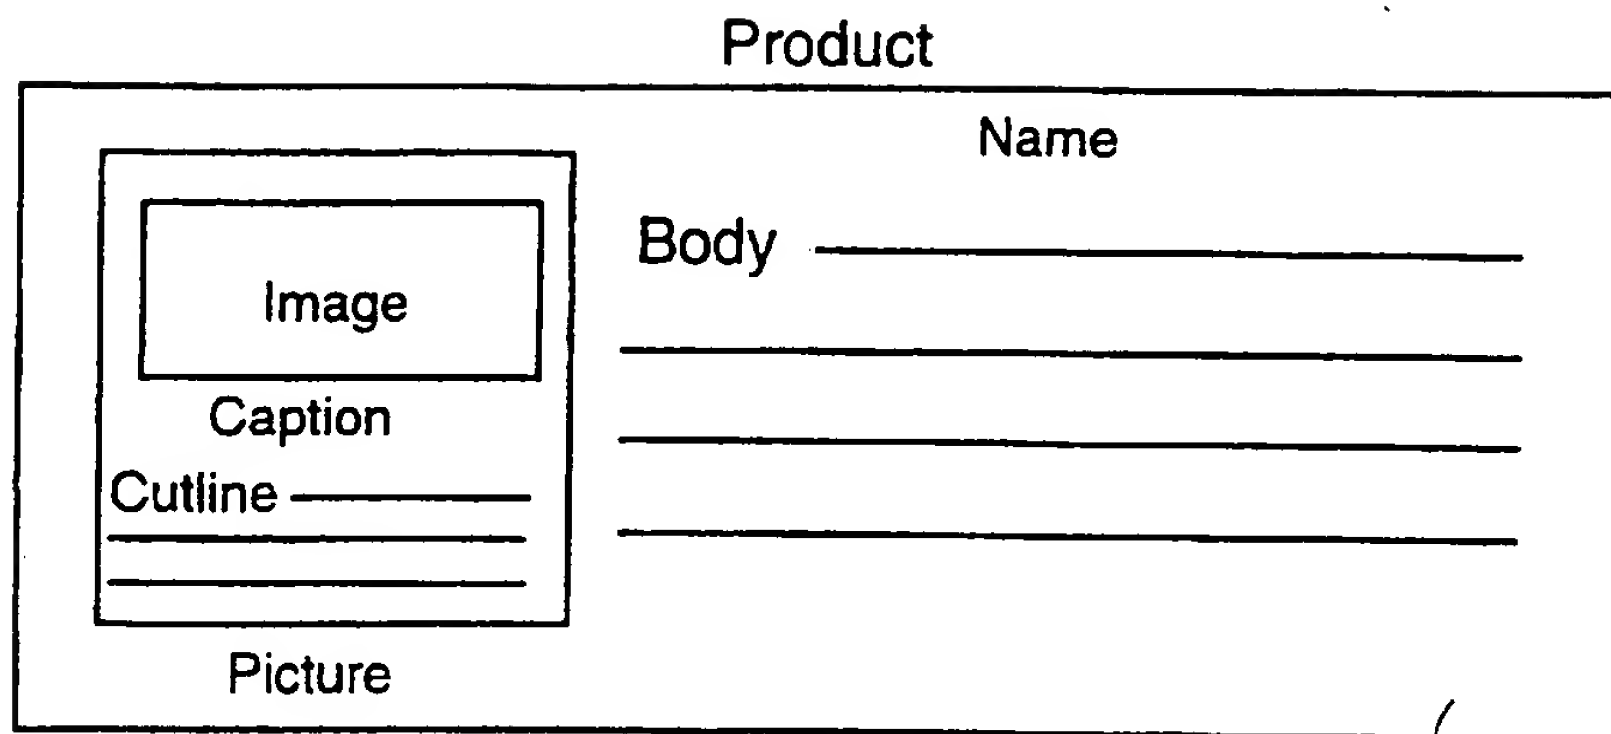 Product
Name
Body
Image
Caption
Cutline
Picture